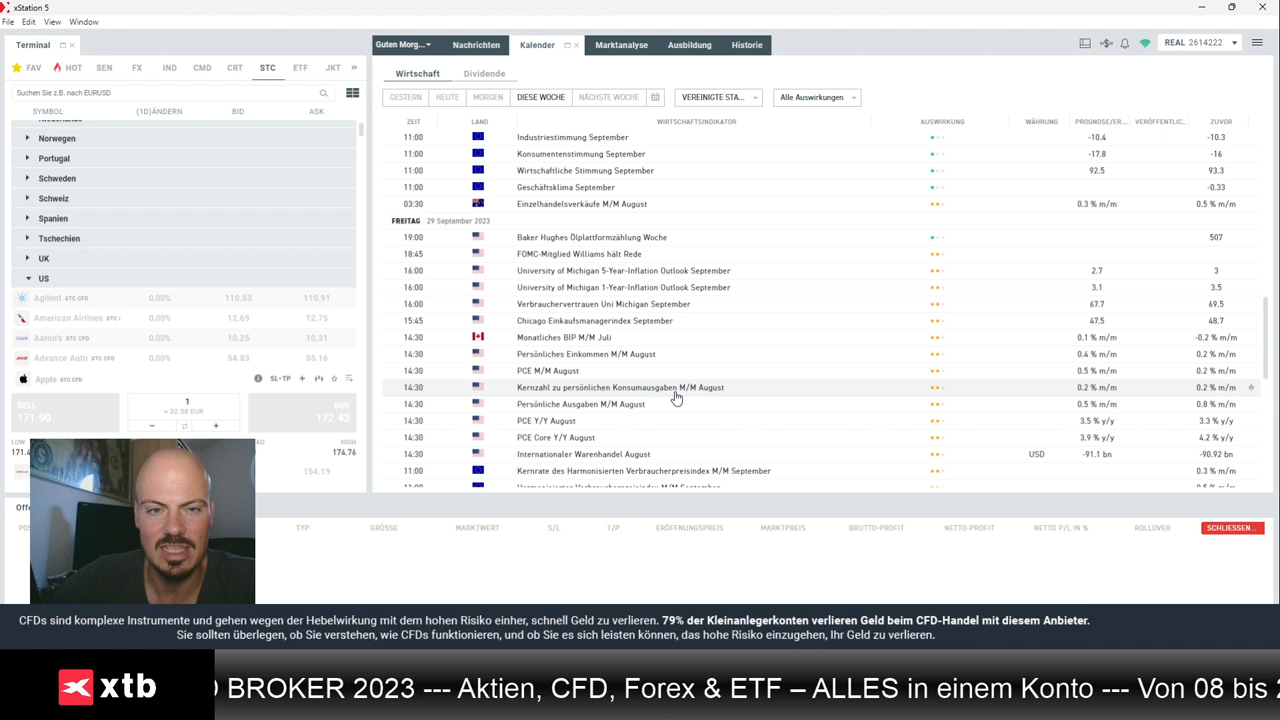 xStation 5
File Edit View Window
Terminal
Guten Morg... Nachrichten Kalender Marktanalyse Ausbildung Historie
REAL 2614222
FAV HOT SEN FX IND CMD CRT STC ETF JKT
Wirtschaft Dividende
Suchen Sie z.B. nach EURUSD
GESTERN HEUTE MORGEN DIESE WOCHE NÄCHSTE WOCHE VEREINIGTE STA... Alle Auswirkungen
SYMBOL (1D)ÄNDERN BID ASK
Niederlande
Norwegen
Portugal
Schweden
Schweiz
Spanien
Tschechien
UK
US
Agilent STC CFD 0.00% 110.53 110.91
American Airlines STC 0.00% 12.69 12.75
Aaron's STC CFD 0.00% 10.25 10.31
Advance Auto STC CFD 0.00% 54.83 55.16
Apple STC CFD SL+TP
SELL 171.90
1
≈ 32.58 EUR
BUY 172.43
LOW
171.4
174.76
154.19
ZEIT LAND WIRTSCHAFTSINDIKATOR AUSWIRKUNG WÄHRUNG PROGNOSE/ER... VERÖFFENTLIC... ZUVOR
11:00 Industriestimmung September -10.4 -10.3
11:00 Konsumentenstimmung September -17.8 -16
11:00 Wirtschaftliche Stimmung September 92.5 93.3
11:00 Geschäftsklima September -0.33
03:30 Einzelhandelsverkäufe M/M August 0.3 % m/m 0.5 % m/m
FREITAG 29 September 2023
19:00 Baker Hughes Ölplattformzählung Woche 507
18:45 FOMC-Mitglied Williams hält Rede
16:00 University of Michigan 5-Year-Inflation Outlook September 2.7 3
16:00 University of Michigan 1-Year-Inflation Outlook September 3.1 3.5
16:00 Verbrauchervertrauen Uni Michigan September 67.7 69.5
15:45 Chicago Einkaufsmanagerindex September 47.5 48.7
14:30 Monatliches BIP M/M Juli 0.1 % m/m -0.2 % m/m
14:30 Persönliches Einkommen M/M August 0.4 % m/m 0.2 % m/m
14:30 PCE M/M August 0.5 % m/m 0.2 % m/m
14:30 Kernzahl zu persönlichen Konsumausgaben M/M August 0.2 % m/m 0.2 % m/m
14:30 Persönliche Ausgaben M/M August 0.5 % m/m 0.8 % m/m
14:30 PCE Y/Y August 3.5 % y/y 3.3 % y/y
14:30 PCE Core Y/Y August 3.9 % y/y 4.2 % y/y
14:30 Internationaler Warenhandel August USD -91.1 bn -90.92 bn
11:00 Kernrate des Harmonisierten Verbraucherpreisindex M/M September 0.3 % m/m
11:00 Harmonisierter Verbraucherpreisindex M/M September 0.5 % m/m
TYP GRÖSSE MARKTWERT S/L T/P ERÖFFNUNGSPREIS MARKTPREIS BRUTTO-PROFIT NETTO-PROFIT NETTO P/L IN % ROLLOVER SCHLIESSEN...
CFDs sind komplexe Instrumente und gehen wegen der Hebelwirkung mit dem hohen Risiko einher, schnell Geld zu verlieren. 79% der Kleinanlegerkonten verlieren Geld beim CFD-Handel mit diesem Anbieter.
Sie sollten überlegen, ob Sie verstehen, wie CFDs funktionieren, und ob Sie es sich leisten können, das hohe Risiko einzugehen, Ihr Geld zu verlieren.
xtb
BROKER 2023 --- Aktien, CFD, Forex & ETF – ALLES in einem Konto --- Von 08 bis